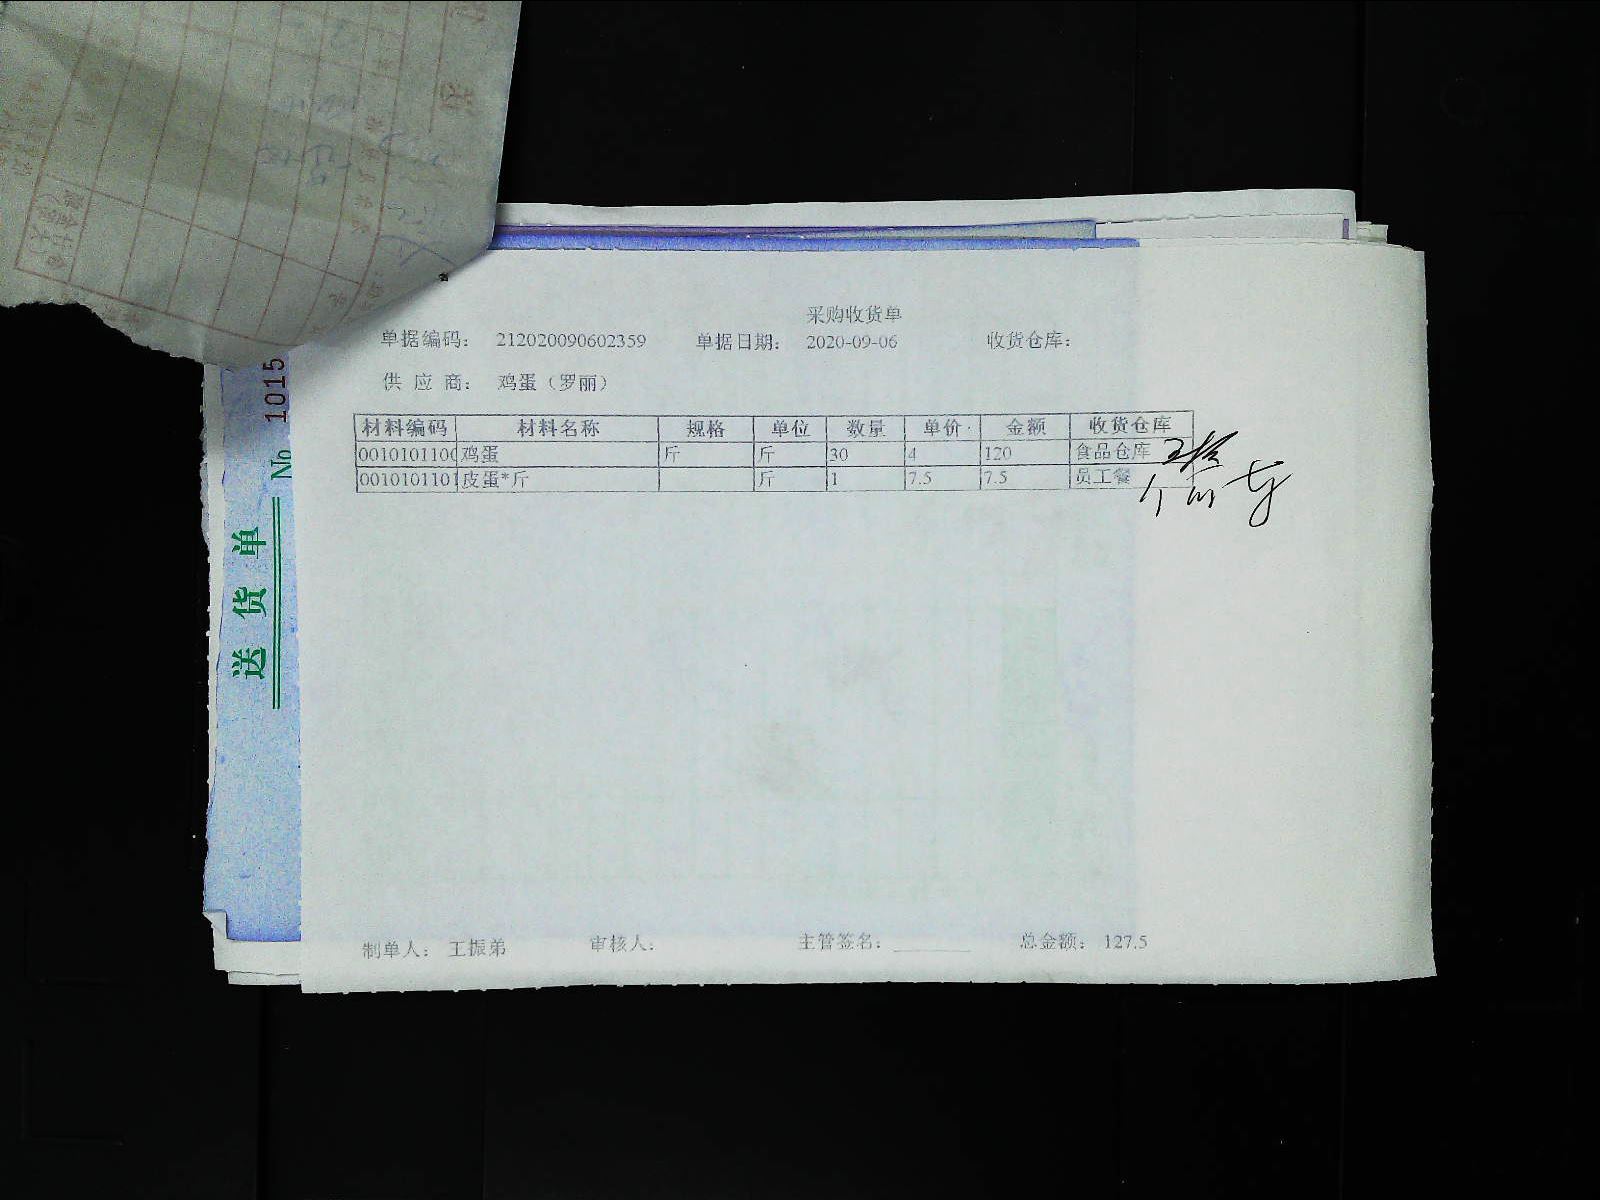 采购收货单
单据编码： 212020090602359 单据日期： 2020-09-06 收货仓库：
供 应 商： 鸡蛋（罗丽）
材料编码 材料名称 规格 单位 数量 单价 金额 收货仓库
0010101100 鸡蛋 斤 斤 30 4 120 食品仓库
0010101101 皮蛋*斤 斤 1 7.5 7.5 员工餐
制单人： 王振弟 审核人： 主管签名： 总金额： 127.5
送货单
№ 1015